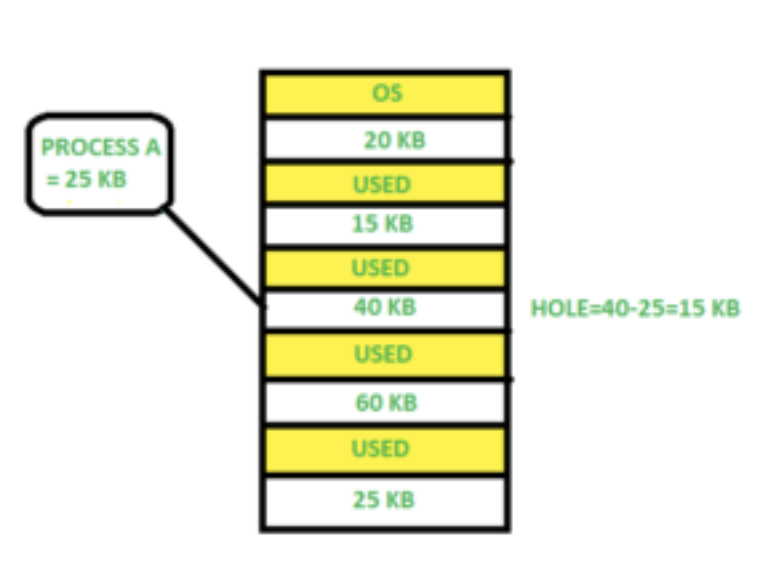 OS
20 KB
PROCESS A
= 25 KB
USED
15 KB
USED
40 KB
HOLE=40-25=15 KB
USED
60 KB
USED
25 KB